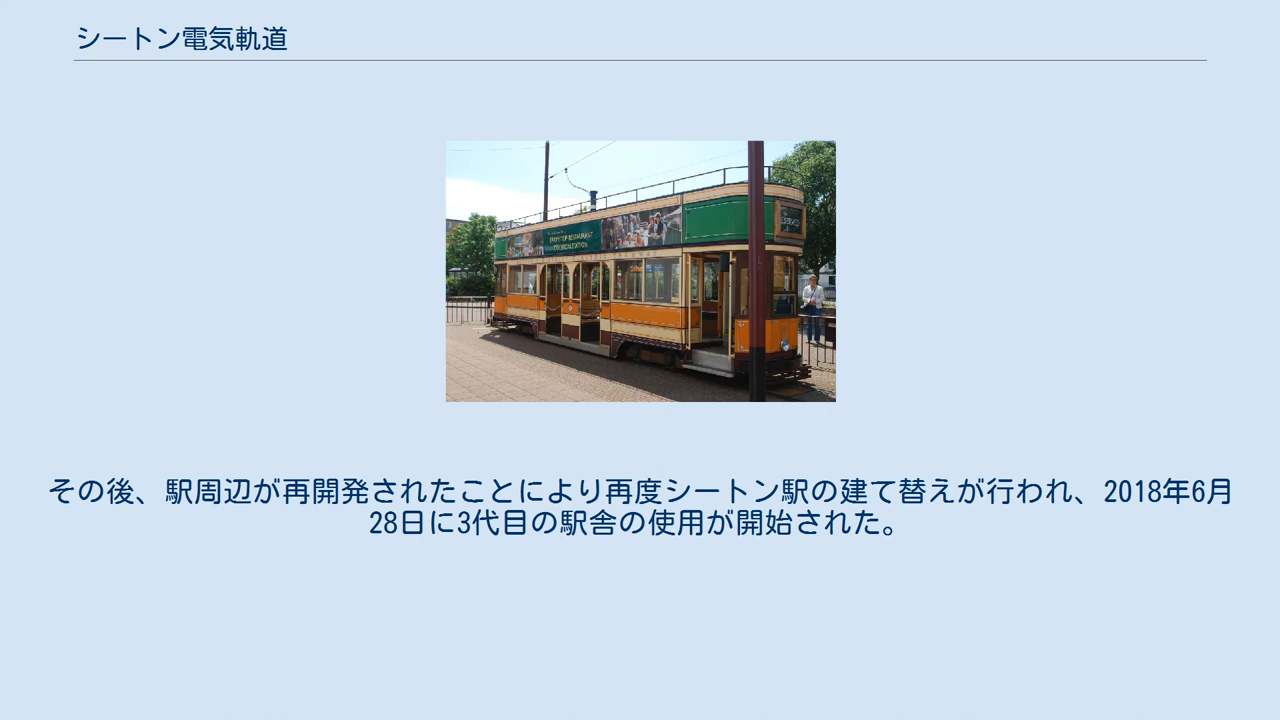 シートン電気軌道
その後、駅周辺が再開発されたことにより再度シートン駅の建て替えが行われ、2018年6月
28日に3代目の駅舎の使用が開始された。